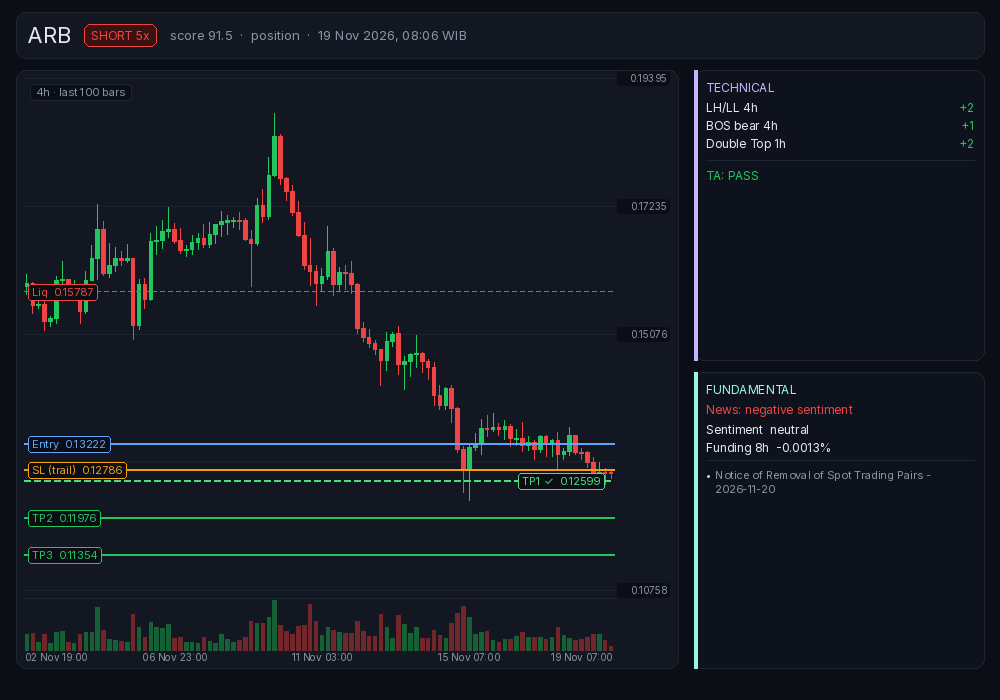 ARB SHORT 5x score 91.5 · position · 19 Nov 2026, 08:06 WIB
4h · last 100 bars
0.19395
0.17235
Liq 0.15787
0.15076
Entry 0.13222
SL (trail) 0.12786
TP1 ✓ 0.12599
TP2 0.11976
TP3 0.11354
0.10758
02 Nov 19:00 06 Nov 23:00 11 Nov 03:00 15 Nov 07:00 19 Nov 07:00
TECHNICAL
LH/LL 4h +2
BOS bear 4h +1
Double Top 1h +2
TA: PASS
FUNDAMENTAL
News: negative sentiment
Sentiment neutral
Funding 8h -0.0013%
• Notice of Removal of Spot Trading Pairs -
2026-11-20